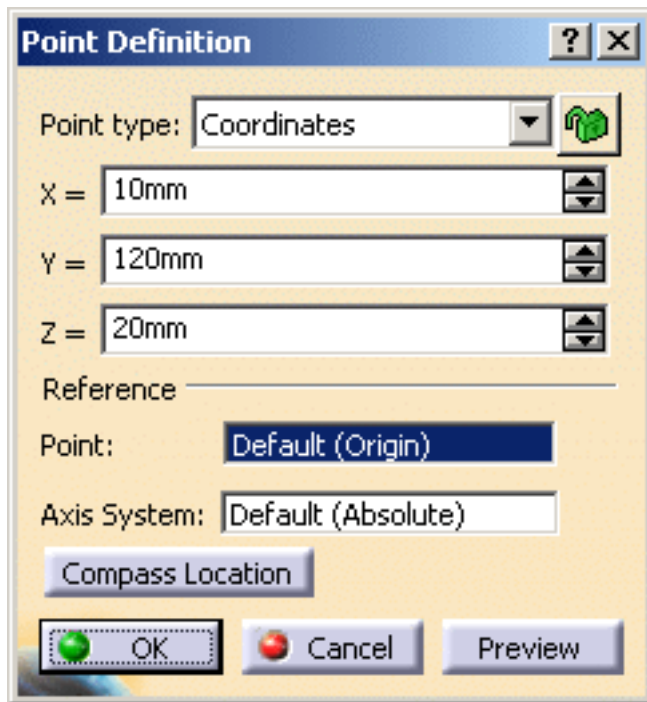 Point Definition
Point type: Coordinates
X = 10mm
Y = 120mm
Z = 20mm
Reference
Point: Default (Origin)
Axis System: Default (Absolute)
Compass Location
OK Cancel Preview